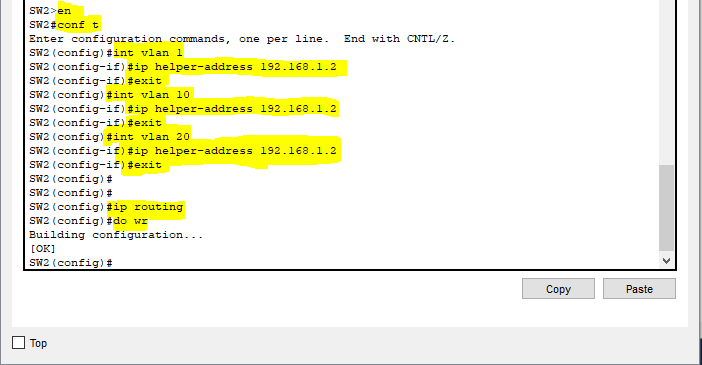 SW2>en
SW2#conf t
Enter configuration commands, one per line.  End with CNTL/Z.
SW2(config)#int vlan 1
SW2(config-if)#ip helper-address 192.168.1.2
SW2(config-if)#exit
SW2(config)#int vlan 10
SW2(config-if)#ip helper-address 192.168.1.2
SW2(config-if)#exit
SW2(config)#int vlan 20
SW2(config-if)#ip helper-address 192.168.1.2
SW2(config-if)#exit
SW2(config)#
SW2(config)#
SW2(config)#ip routing
SW2(config)#do wr
Building configuration...
[OK]
SW2(config)#
Copy Paste
Top